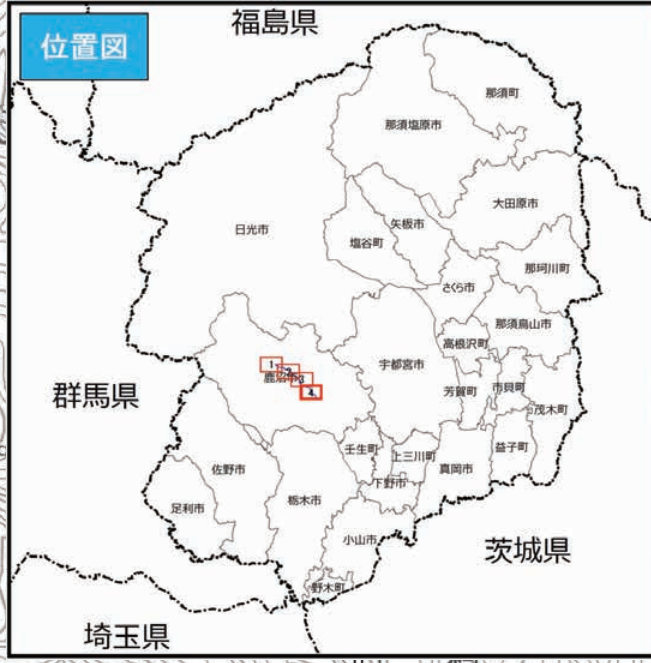 位置図
福島県
那須町
那須塩原市
大田原市
矢板市
日光市
塩谷町
那珂川町
さくら市
那須烏山市
高根沢町
宇都宮市
1
2
3
4
鹿沼市
芳賀町
市貝町
茂木町
群馬県
壬生町
上三川町
益子町
佐野市
真岡市
下野市
栃木市
足利市
小山市
茨城県
野木町
埼玉県